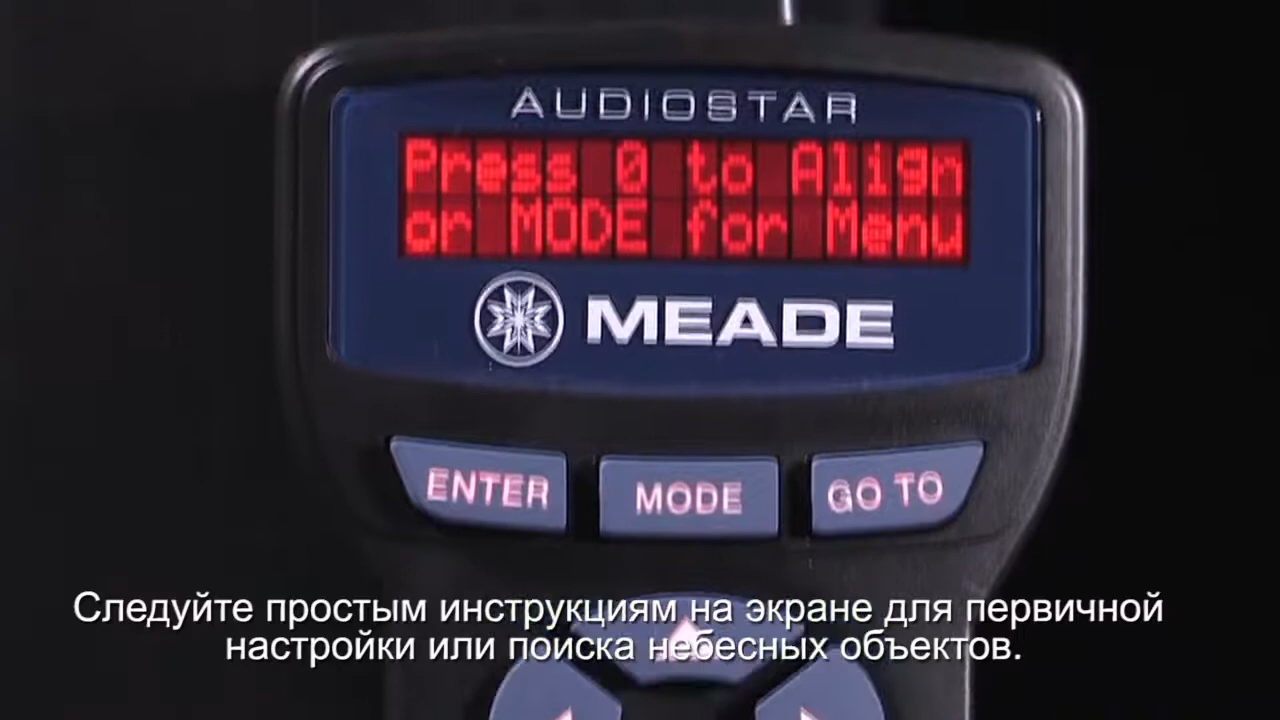 AUDIOSTAR
Press 0 to Align
or MODE for Menu
MEADE
ENTER
MODE
GO TO
Следуйте простым инструкциям на экране для первичной
настройки или поиска небесных объектов.